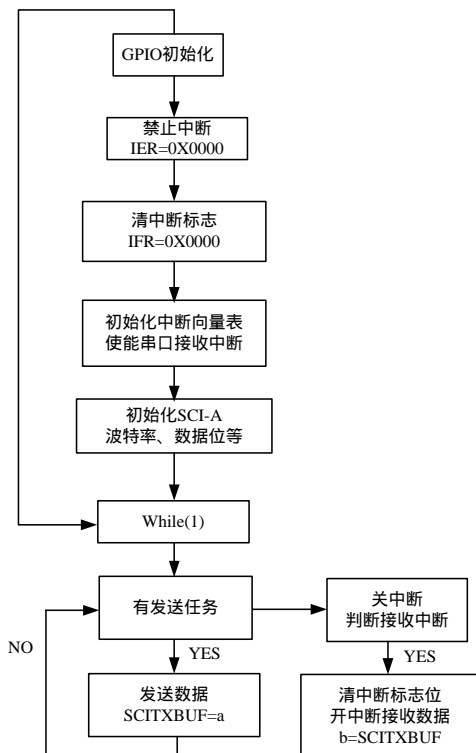 GPIO初始化
禁止中断
IER=0X0000
清中断标志
IFR=0X0000
初始化中断向量表
使能串口接收中断
初始化SCI-A
波特率、数据位等
While(1)
有发送任务
关中断
判断接收中断
NO
YES
YES
发送数据
SCITXBUF=a
清中断标志位
开中断接收数据
b=SCITXBUF